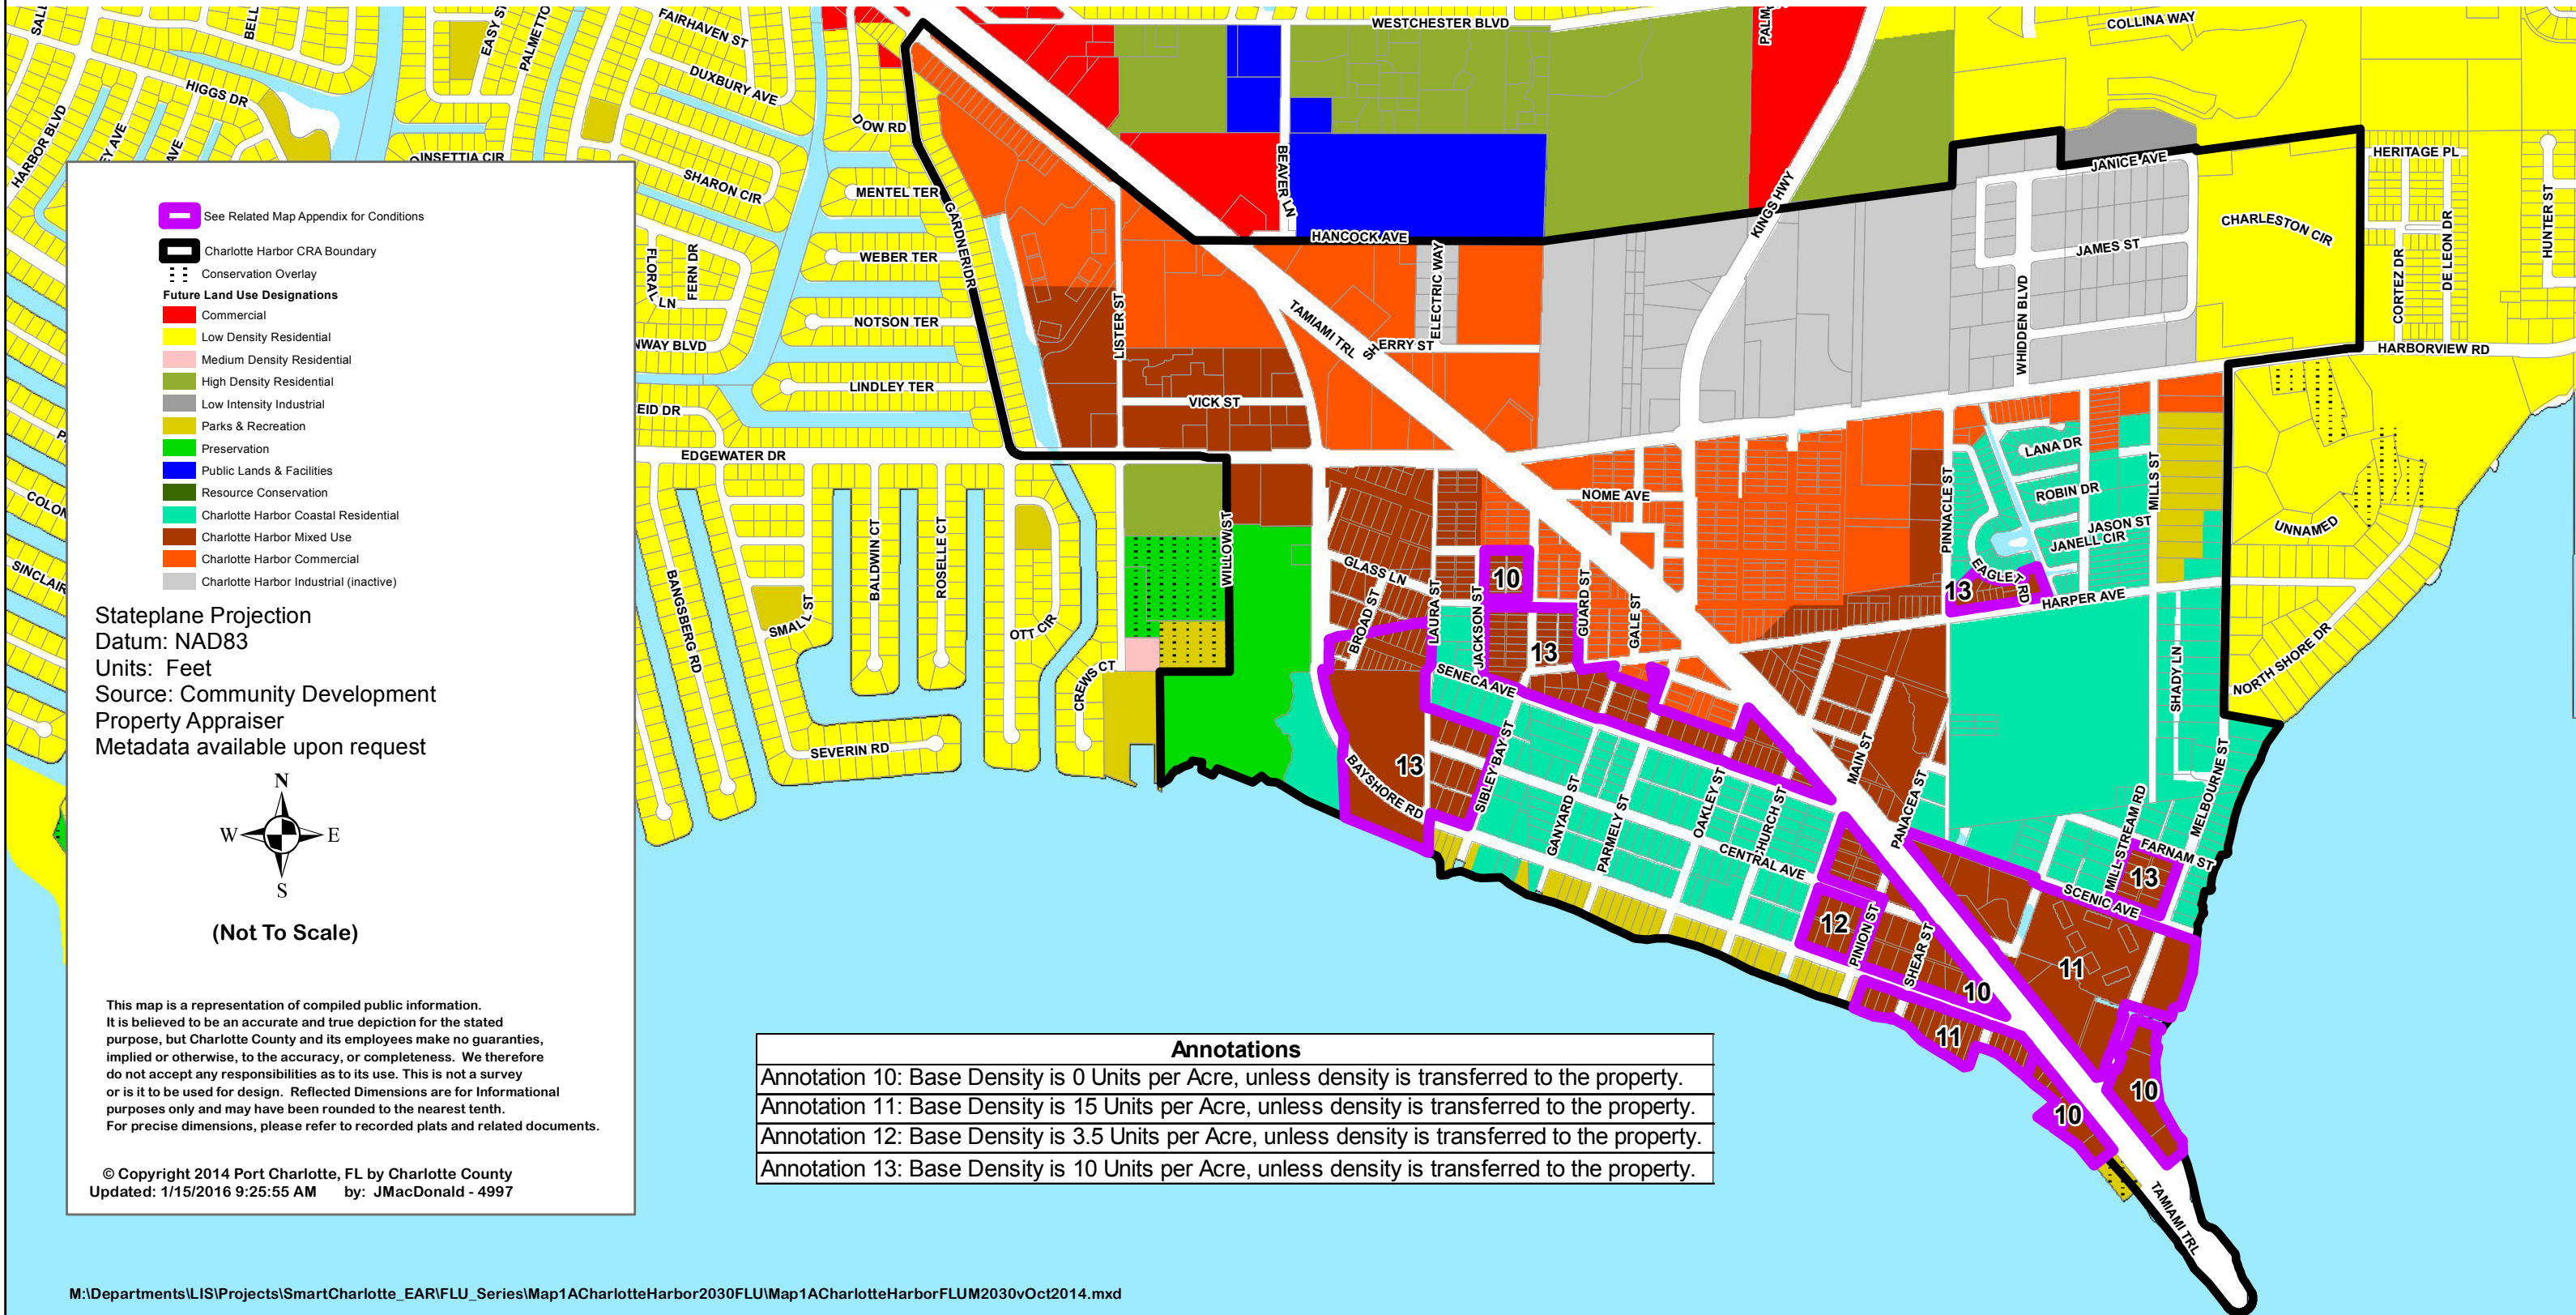 WESTCHESTER BLVD
COLLINA WAY
FAIRHAVEN ST
EASY ST
PALMETTO
DUXBURY AVE
HIGGS DR
HARBOR BLVD
DOW RD
SHARON CIR
MENTEL TER
GARDNER DR
BEAVER LN
KINGS HWY
JANICE AVE
HERITAGE PL
HUNTER ST
CHARLESTON CIR
DE LEON DR
CORTEZ DR
HANCOCK AVE
JAMES ST
WHIDDEN BLVD
ELECTRIC WAY
WEBER TER
FLORAL LN
FERN DR
NOTSON TER
LISTER ST
TAMIAMI TRL
SHERRY ST
HARBORVIEW RD
NWAY BLVD
LINDLEY TER
VICK ST
EID DR
EDGEWATER DR
LANA DR
ROBIN DR
MILLS ST
JASON ST
JANELL CIR
PINNACLE ST
NOME AVE
UNNAMED
EAGLET RD
HARPER AVE
13
10
GLASS LN
BROAD ST
LAURA ST
JACKSON ST
GUARD ST
GALE ST
13
WILLOW ST
BALDWIN CT
ROSELLE CT
BANGSBERG RD
SMALL ST
OTT CIR
CREWS CT
SEVERIN RD
SINCLAIR
COLON
SENECA AVE
SHADY LN
NORTH SHORE DR
13
BAYSHORE RD
SIBLEY BAY ST
GANYARD ST
PARMELY ST
OAKLEY ST
CHURCH ST
CENTRAL AVE
MAIN ST
PANACEA ST
MELBOURNE ST
MILL STREAM RD
FARNAM ST
13
SCENIC AVE
12
PINION ST
SHEAR ST
11
10
11
10
10
TAMIAMI TRL
See Related Map Appendix for Conditions
Charlotte Harbor CRA Boundary
Conservation Overlay
Future Land Use Designations
Commercial
Low Density Residential
Medium Density Residential
High Density Residential
Low Intensity Industrial
Parks & Recreation
Preservation
Public Lands & Facilities
Resource Conservation
Charlotte Harbor Coastal Residential
Charlotte Harbor Mixed Use
Charlotte Harbor Commercial
Charlotte Harbor Industrial (inactive)
Stateplane Projection
Datum: NAD83
Units: Feet
Source: Community Development
Property Appraiser
Metadata available upon request
N
W E
S
(Not To Scale)
This map is a representation of compiled public information.
It is believed to be an accurate and true depiction for the stated
purpose, but Charlotte County and its employees make no guaranties,
implied or otherwise, to the accuracy, or completeness. We therefore
do not accept any responsibilities as to its use. This is not a survey
or is it to be used for design. Reflected Dimensions are for Informational
purposes only and may have been rounded to the nearest tenth.
For precise dimensions, please refer to recorded plats and related documents.
© Copyright 2014 Port Charlotte, FL by Charlotte County
Updated: 1/15/2016 9:25:55 AM by: JMacDonald - 4997
Annotations
Annotation 10: Base Density is 0 Units per Acre, unless density is transferred to the property.
Annotation 11: Base Density is 15 Units per Acre, unless density is transferred to the property.
Annotation 12: Base Density is 3.5 Units per Acre, unless density is transferred to the property.
Annotation 13: Base Density is 10 Units per Acre, unless density is transferred to the property.
M:\Departments\LIS\Projects\SmartCharlotte_EAR\FLU_Series\Map1ACharlotteHarbor2030FLU\Map1ACharlotteHarborFLUM2030vOct2014.mxd